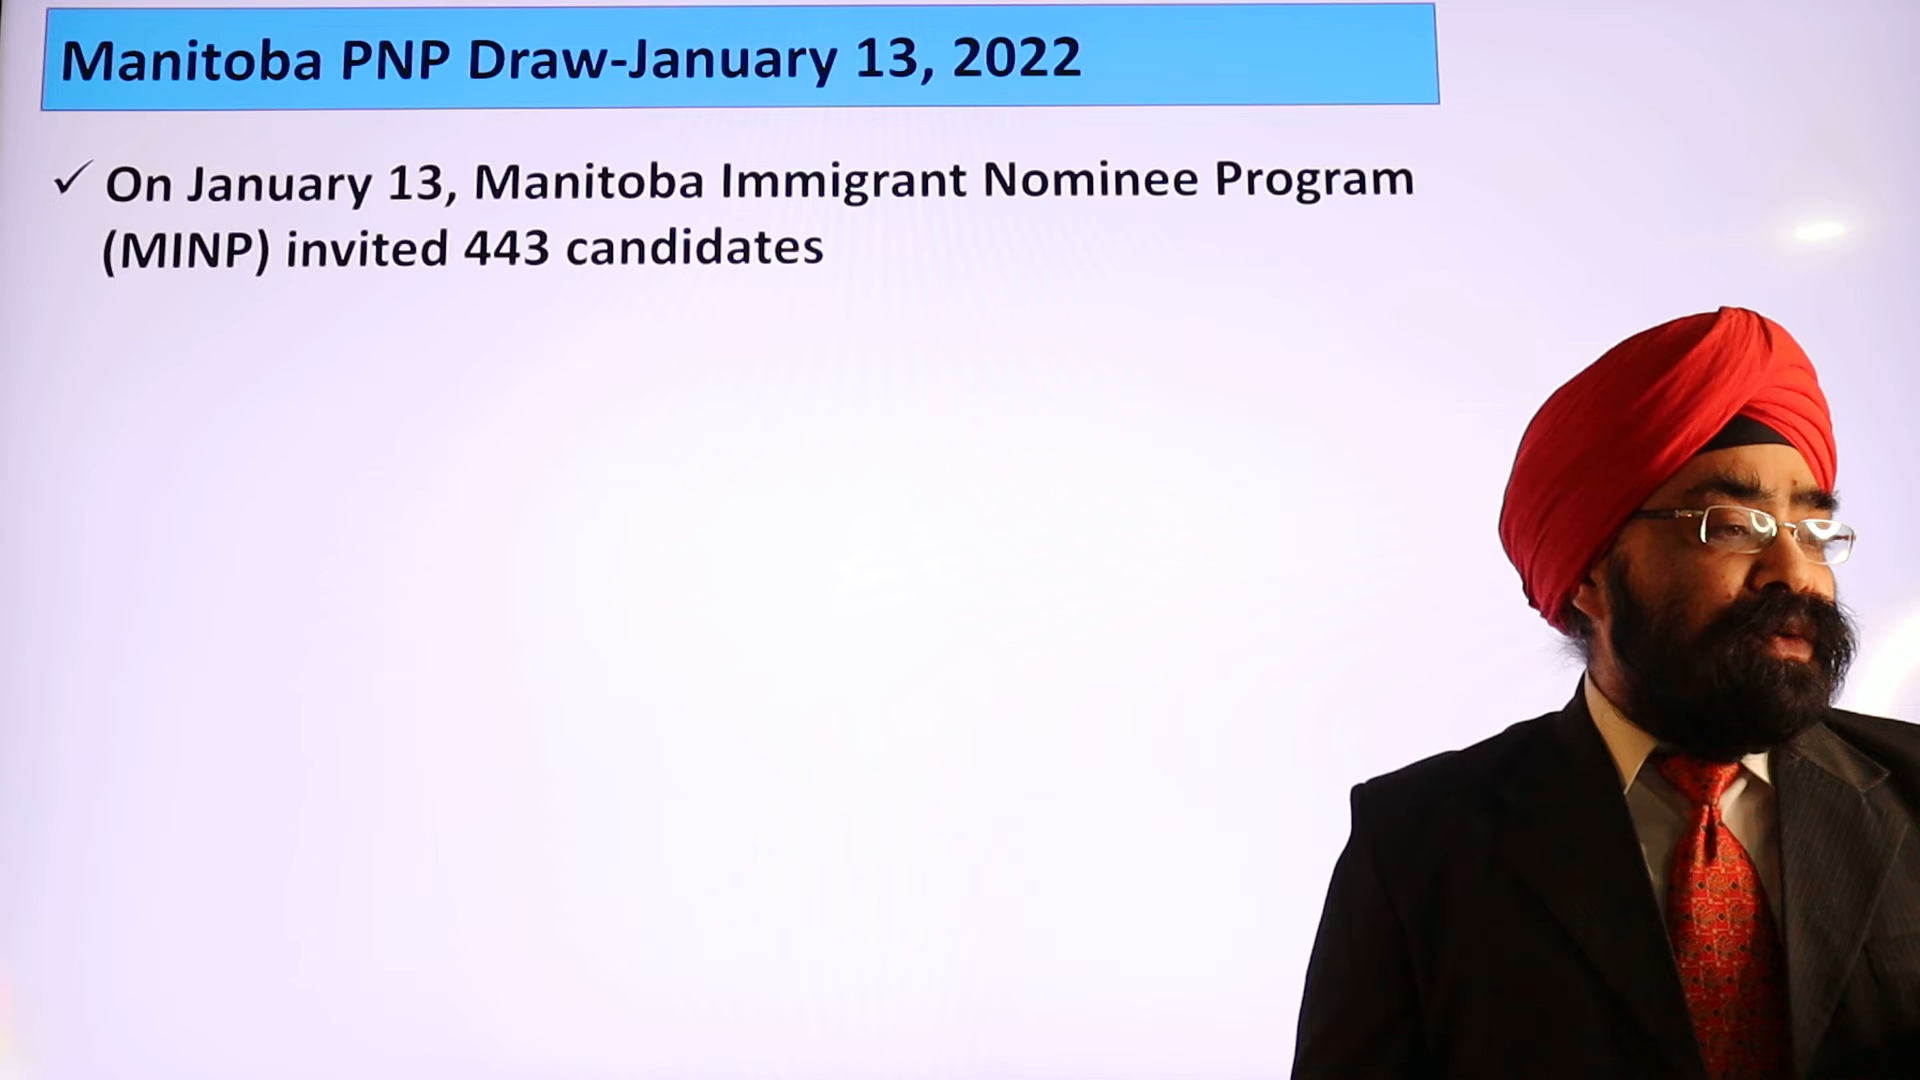 Manitoba PNP Draw-January 13, 2022
✓ On January 13, Manitoba Immigrant Nominee Program
(MINP) invited 443 candidates